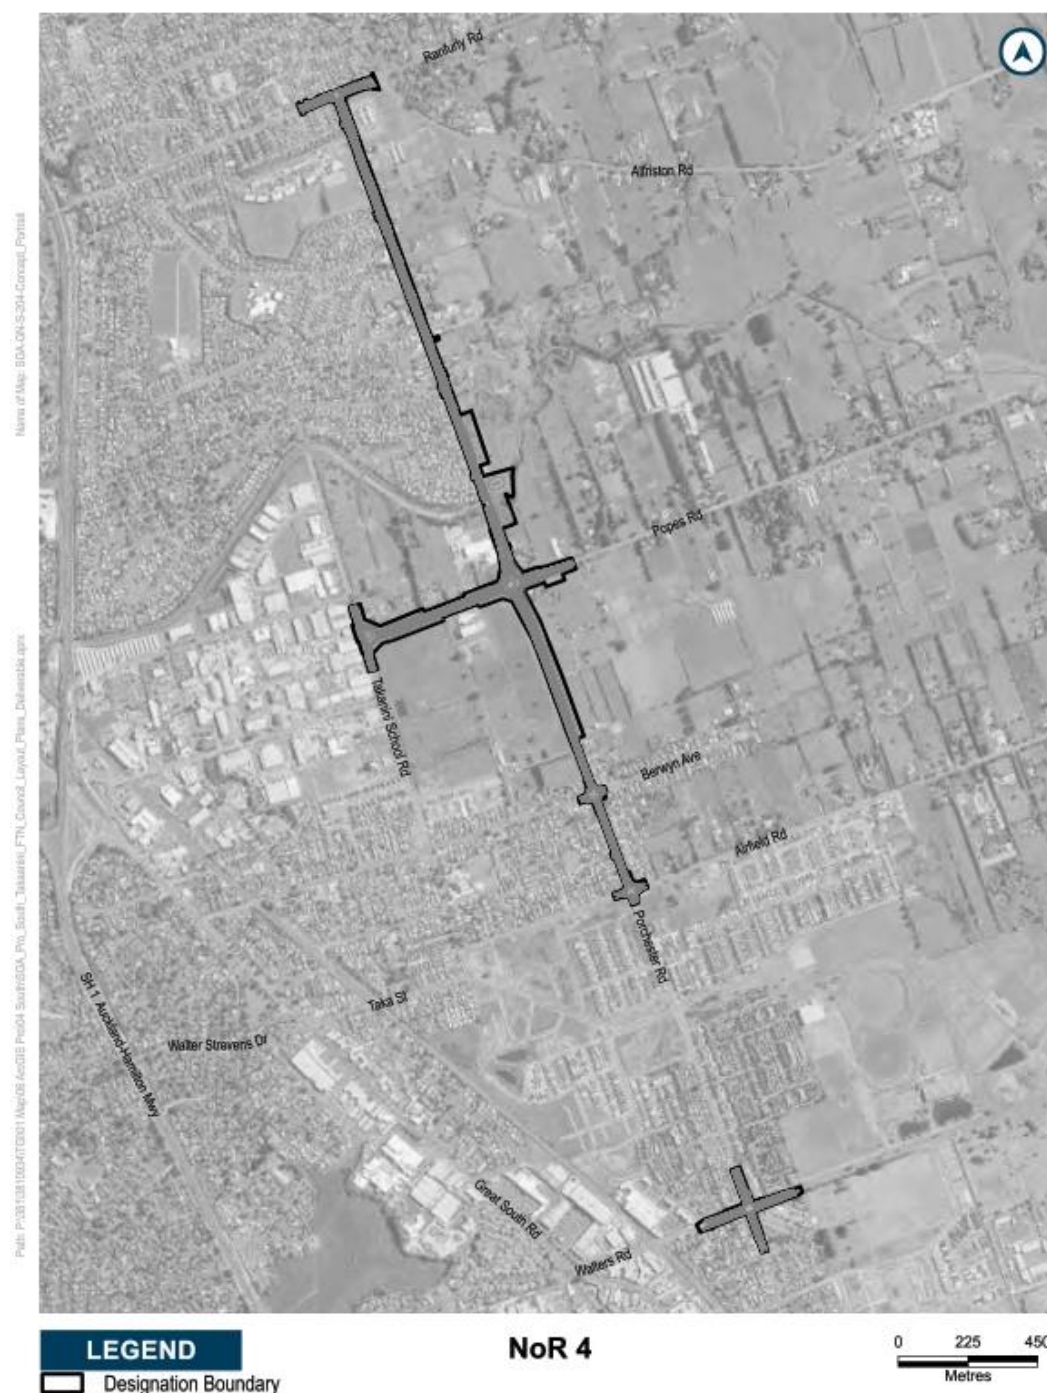 Ranfurly Rd
Alfriston Rd
Popes Rd
Takanini School Rd
Berwyn Ave
Airfield Rd
Porchester Rd
Taka St
Walter Strevens Dr
SH 1 Auckland-Hamilton Mwy
Great South Rd
Walters Rd
LEGEND
NoR 4
0 225 450
Metres
Designation Boundary